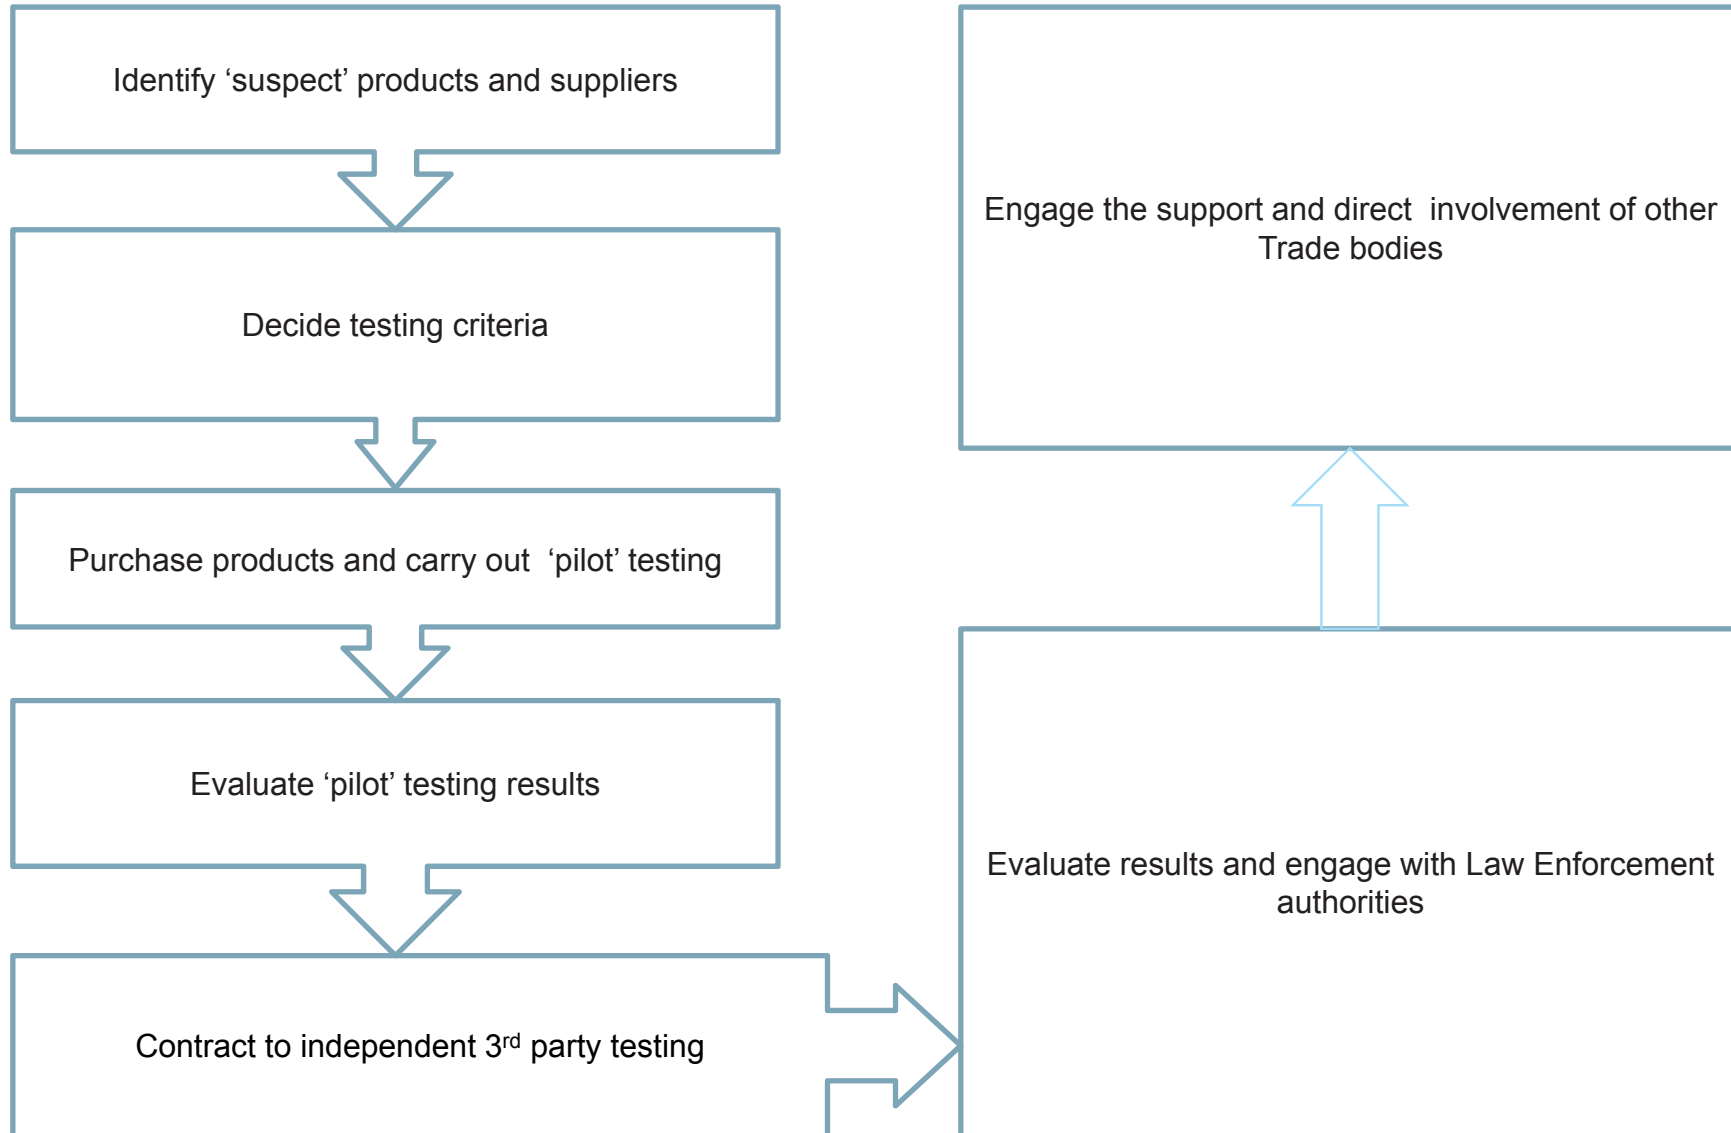 Identify ‘suspect’ products and suppliers
Decide testing criteria
Purchase products and carry out  ‘pilot’ testing
Evaluate ‘pilot’ testing results
Contract to independent 3rd party testing
Evaluate results and engage with Law Enforcement
authorities
Engage the support and direct  involvement of other
Trade bodies